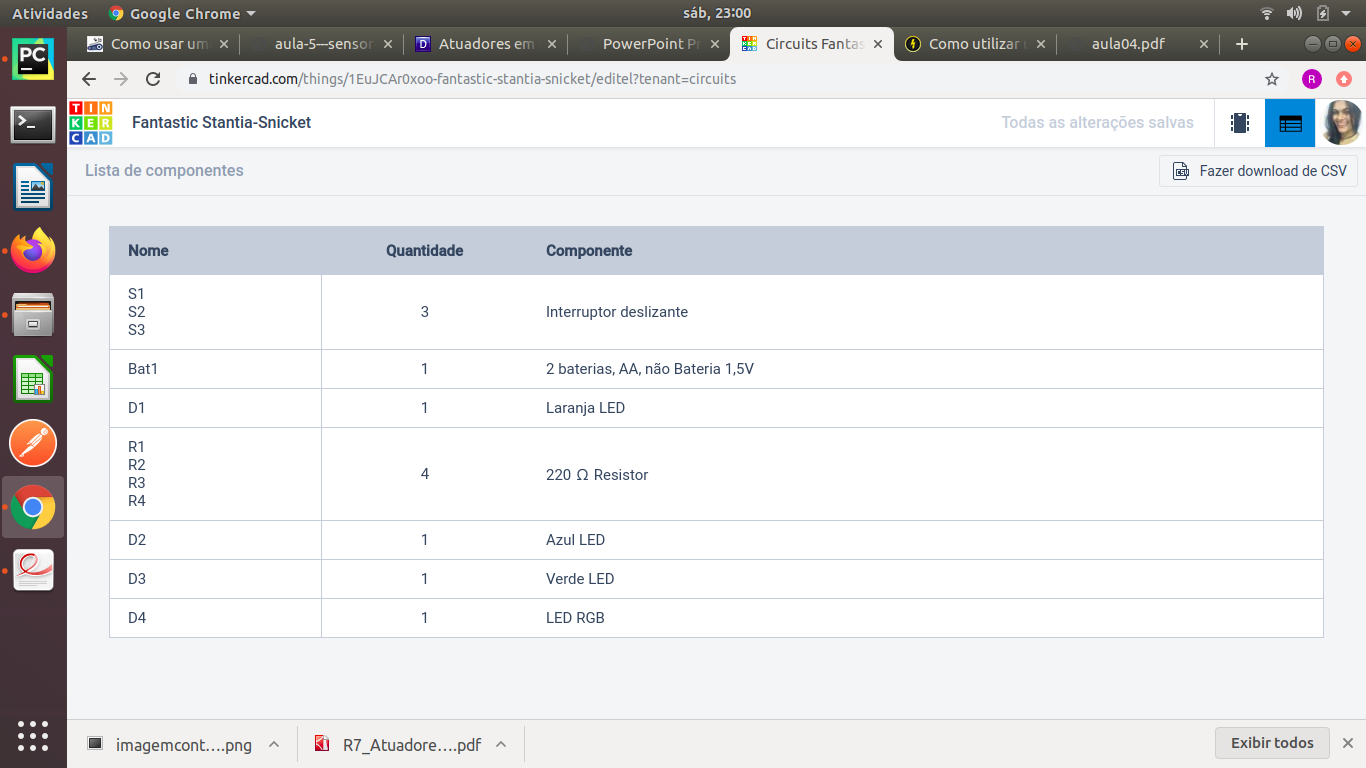 Atividades
Google Chrome
sáb, 23:00
Como usar um
aula-5—sensor
Atuadores em
PowerPoint Pr
Circuits Fantas
Como utilizar u
aula04.pdf
tinkercad.com/things/1EuJCAr0xoo-fantastic-stantia-snicket/editel?tenant=circuits
R
TIN
KER
CAD
Fantastic Stantia-Snicket
Todas as alterações salvas
Lista de componentes
Fazer download de CSV
Nome Quantidade Componente
S1
S2
S3
3 Interruptor deslizante
Bat1 1 2 baterias, AA, não Bateria 1,5V
D1 1 Laranja LED
R1
R2
R3
R4
4 220 Ω Resistor
D2 1 Azul LED
D3 1 Verde LED
D4 1 LED RGB
imagemcont....png
R7_Atuadore....pdf
Exibir todos
PC